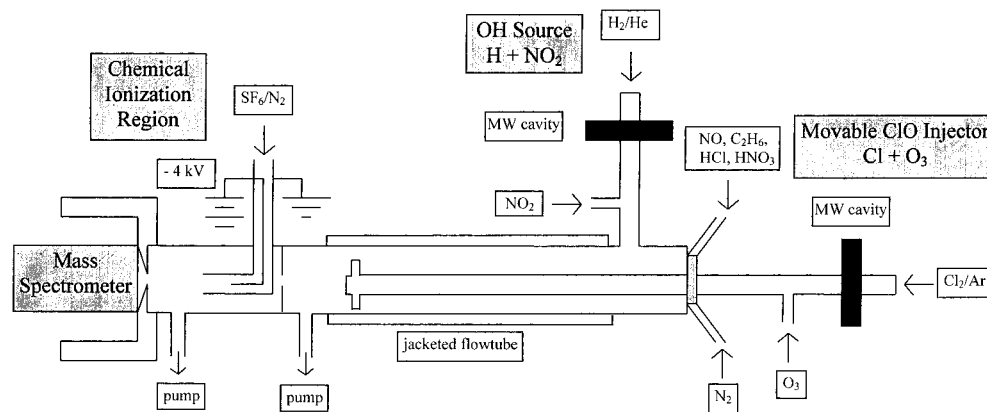 H₂/He
OH Source
H + NO₂
Chemical
Ionization
Region
SF₆/N₂
MW cavity
NO, C₂H₆,
HCl, HNO₃
Movable ClO Injector
Cl + O₃
- 4 kV
NO₂
MW cavity
Mass
Spectrometer
Cl₂/Ar
jacketed flowtube
pump
pump
N₂
O₃